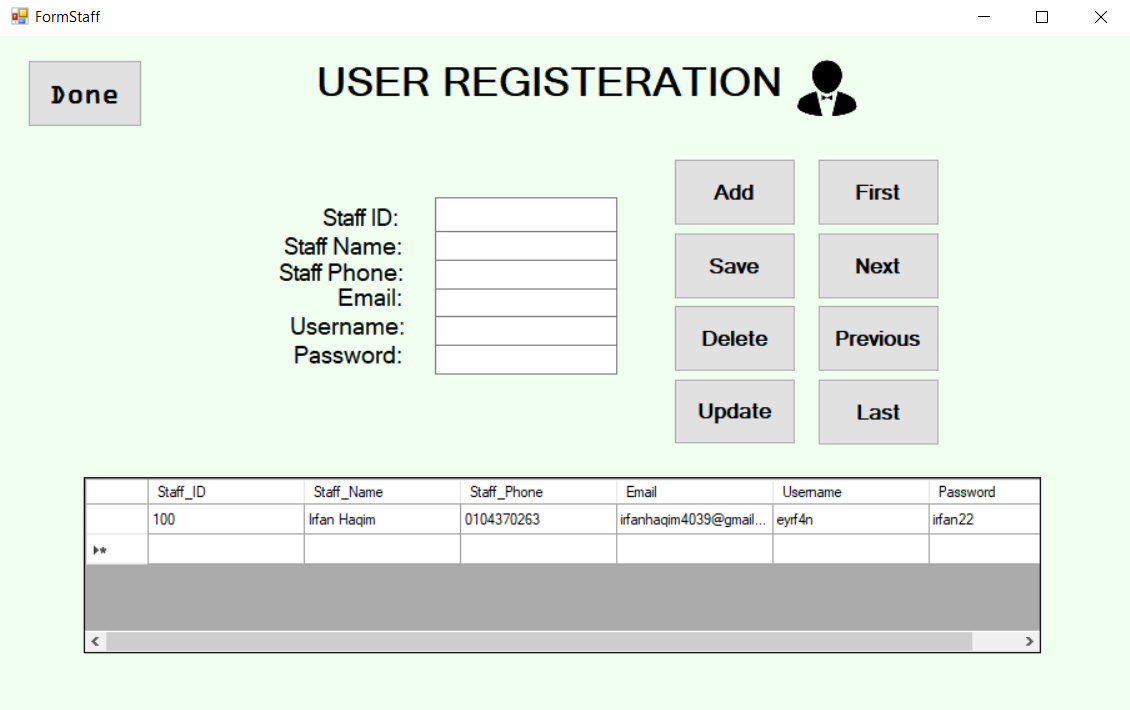 FormStaff
Done
USER REGISTERATION
Staff ID:
Staff Name:
Staff Phone:
Email:
Username:
Password:
Add First
Save Next
Delete Previous
Update Last
Staff_ID Staff_Name Staff_Phone Email Username Password
100 Irfan Haqim 0104370263 irfanhaqim4039@gmail... eyrf4n irfan22